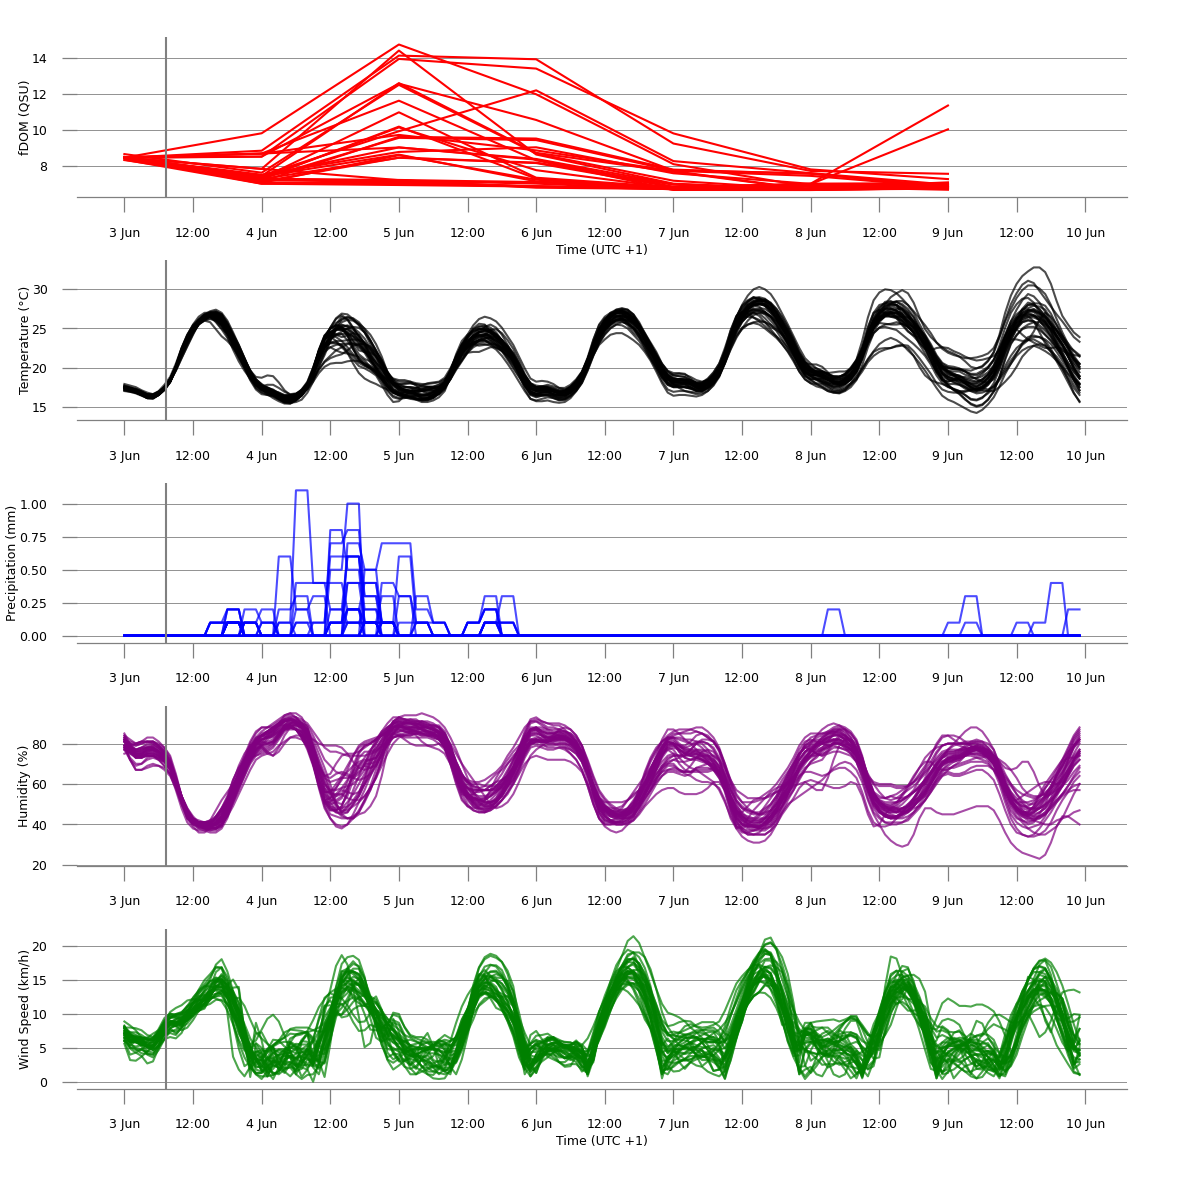 fDOM (QSU)
14
12
10
8
3 Jun 12:00 4 Jun 12:00 5 Jun 12:00 6 Jun 12:00 7 Jun 12:00 8 Jun 12:00 9 Jun 12:00 10 Jun
Time (UTC +1)
Temperature (°C)
30
25
20
15
3 Jun 12:00 4 Jun 12:00 5 Jun 12:00 6 Jun 12:00 7 Jun 12:00 8 Jun 12:00 9 Jun 12:00 10 Jun
Precipitation (mm)
1.00
0.75
0.50
0.25
0.00
3 Jun 12:00 4 Jun 12:00 5 Jun 12:00 6 Jun 12:00 7 Jun 12:00 8 Jun 12:00 9 Jun 12:00 10 Jun
Humidity (%)
80
60
40
20
3 Jun 12:00 4 Jun 12:00 5 Jun 12:00 6 Jun 12:00 7 Jun 12:00 8 Jun 12:00 9 Jun 12:00 10 Jun
Wind Speed (km/h)
20
15
10
5
0
3 Jun 12:00 4 Jun 12:00 5 Jun 12:00 6 Jun 12:00 7 Jun 12:00 8 Jun 12:00 9 Jun 12:00 10 Jun
Time (UTC +1)